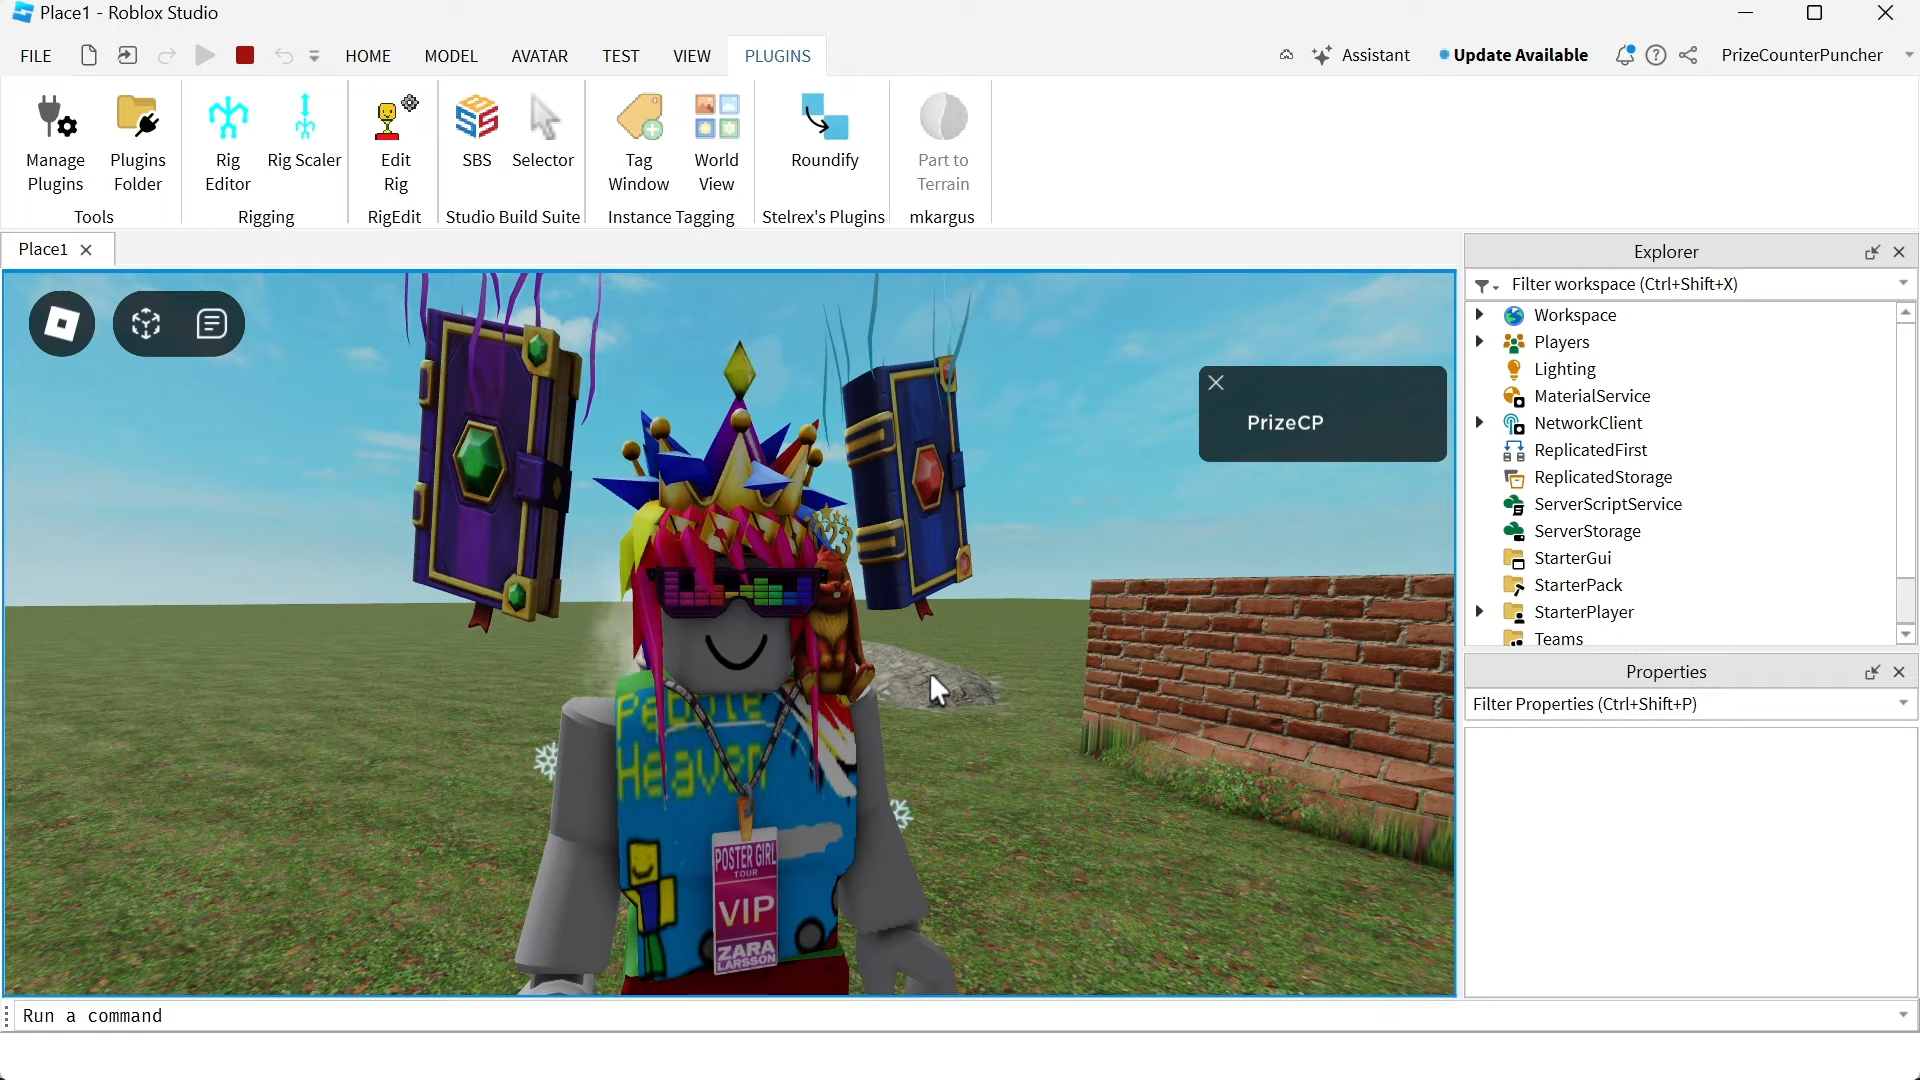 Place1 - Roblox Studio
FILE HOME MODEL AVATAR TEST VIEW PLUGINS Assistant Update Available PrizeCounterPuncher
Manage Plugins
Plugins Folder
Tools
Rig Editor
Rig Scaler
Rigging
Edit Rig
RigEdit
SBS
Selector
Studio Build Suite
Tag Window
World View
Instance Tagging
Roundify
Stelrex's Plugins
Part to Terrain
mkargus
Place1
PrizeCP
23
Pebble
Heaven
POSTER GIRL
TOUR
VIP
ZARA
LARSSON
Explorer
Filter workspace (Ctrl+Shift+X)
Workspace
Players
Lighting
MaterialService
NetworkClient
ReplicatedFirst
ReplicatedStorage
ServerScriptService
ServerStorage
StarterGui
StarterPack
StarterPlayer
Teams
Properties
Filter Properties (Ctrl+Shift+P)
Run a command